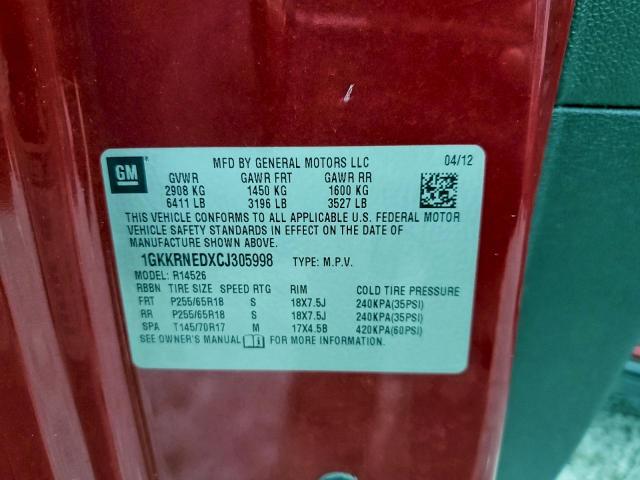 GM
MFD BY GENERAL MOTORS LLC 04/12
GVWR GAWR FRT GAWR RR
2908 KG 1450 KG 1600 KG
6411 LB 3196 LB 3527 LB
THIS VEHICLE CONFORMS TO ALL APPLICABLE U.S. FEDERAL MOTOR
VEHICLE SAFETY STANDARDS IN EFFECT ON THE DATE OF
MANUFACTURE SHOWN ABOVE.
1GKKRNEDXCJ305998 TYPE: M.P.V.
MODEL: R14526
RBBN TIRE SIZE SPEED RTG RIM COLD TIRE PRESSURE
FRT P255/65R18 S 18X7.5J 240KPA(35PSI)
RR P255/65R18 S 18X7.5J 240KPA(35PSI)
SPA T145/70R17 M 17X4.5B 420KPA(60PSI)
SEE OWNER'S MANUAL FOR MORE INFORMATION.